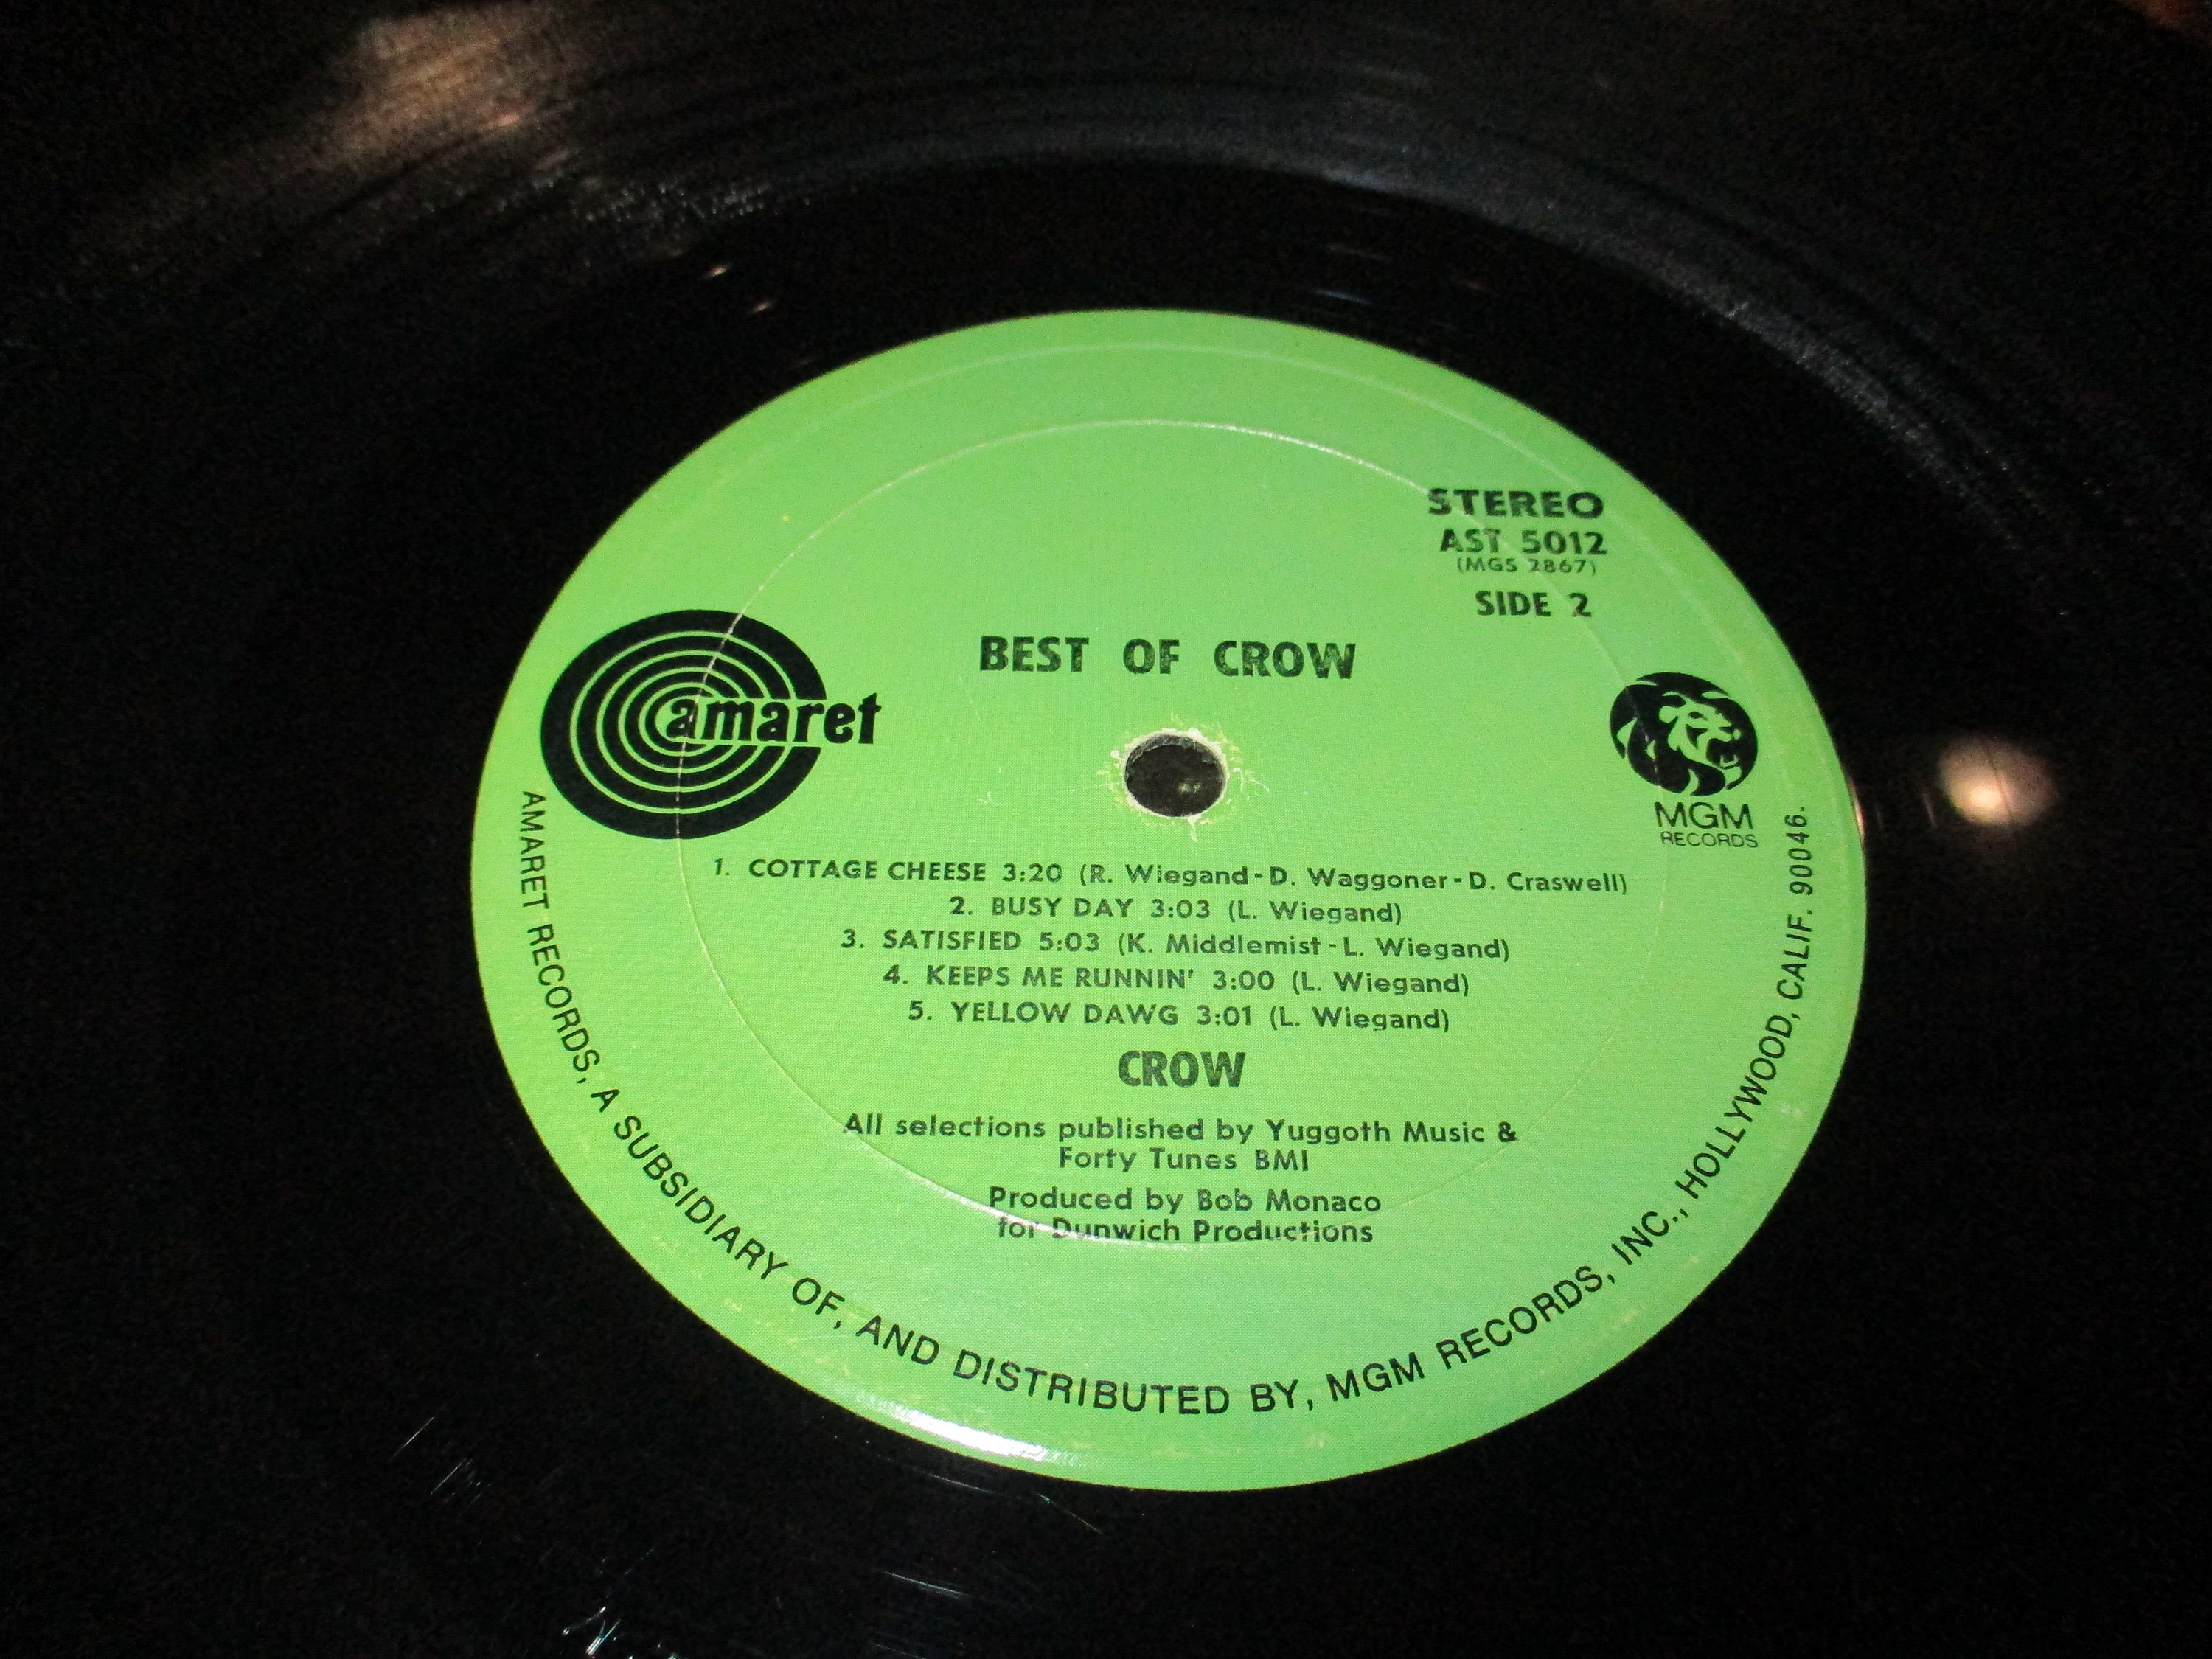 STEREO
AST 5012
(MGS 2867)
SIDE 2
BEST OF CROW
amaret
MGM
RECORDS
1. COTTAGE CHEESE 3:20 (R. Wiegand-D. Waggoner-D. Craswell)
2. BUSY DAY 3:03 (L. Wiegand)
3. SATISFIED 5:03 (K. Middlemist-L. Wiegand)
4. KEEPS ME RUNNIN' 3:00 (L. Wiegand)
5. YELLOW DAWG 3:01 (L. Wiegand)
CROW
All selections published by Yuggoth Music &
Forty Tunes BMI
Produced by Bob Monaco
for Dunwich Productions
AMARET RECORDS, A SUBSIDIARY OF, AND DISTRIBUTED BY, MGM RECORDS, INC., HOLLYWOOD, CALIF. 90046.